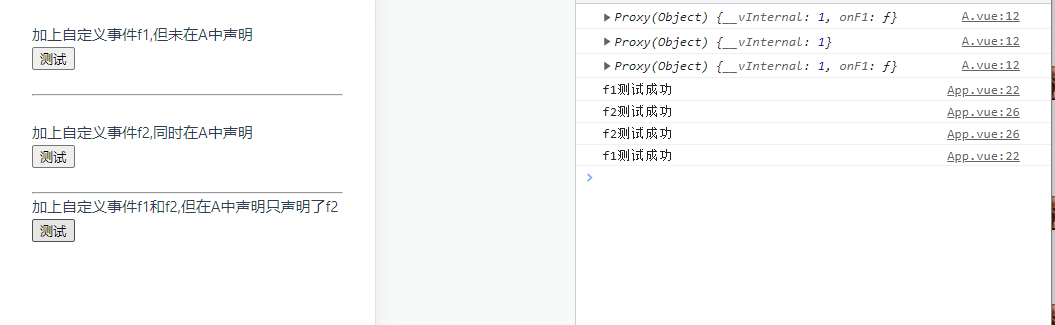 加上自定义事件f1,但未在A中声明
测试
加上自定义事件f2,同时在A中声明
测试
加上自定义事件f1和f2,但在A中声明只声明了f2
测试
Proxy(Object) {__vInternal: 1, onF1: ƒ} A.vue:12
Proxy(Object) {__vInternal: 1} A.vue:12
Proxy(Object) {__vInternal: 1, onF1: ƒ} A.vue:12
f1测试成功 App.vue:22
f2测试成功 App.vue:26
f2测试成功 App.vue:26
f1测试成功 App.vue:22